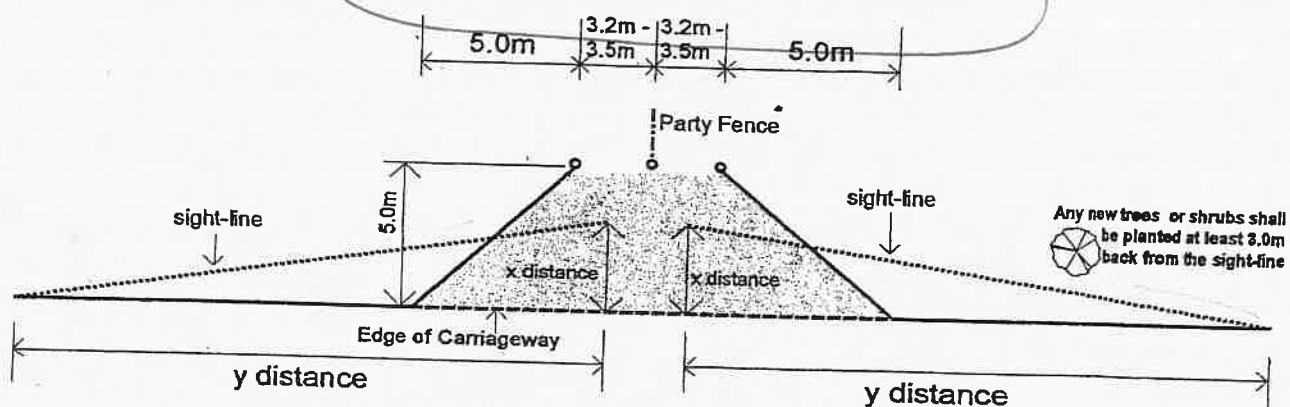 3.2m - 3.2m -
5.0m 3.5m 3.5m 5.0m
Party Fence
5.0m
sight-line
sight-line
Any new trees or shrubs shall
be planted at least 3.0m
back from the sight-line
x distance
x distance
Edge of Carriageway
y distance
y distance